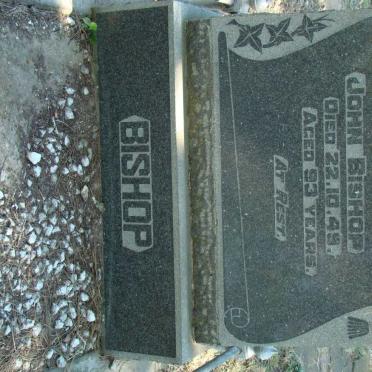 JOHN BISHOP
DIED 22.10.49.
AGED 93 YEARS.
AT REST.
BISHOP